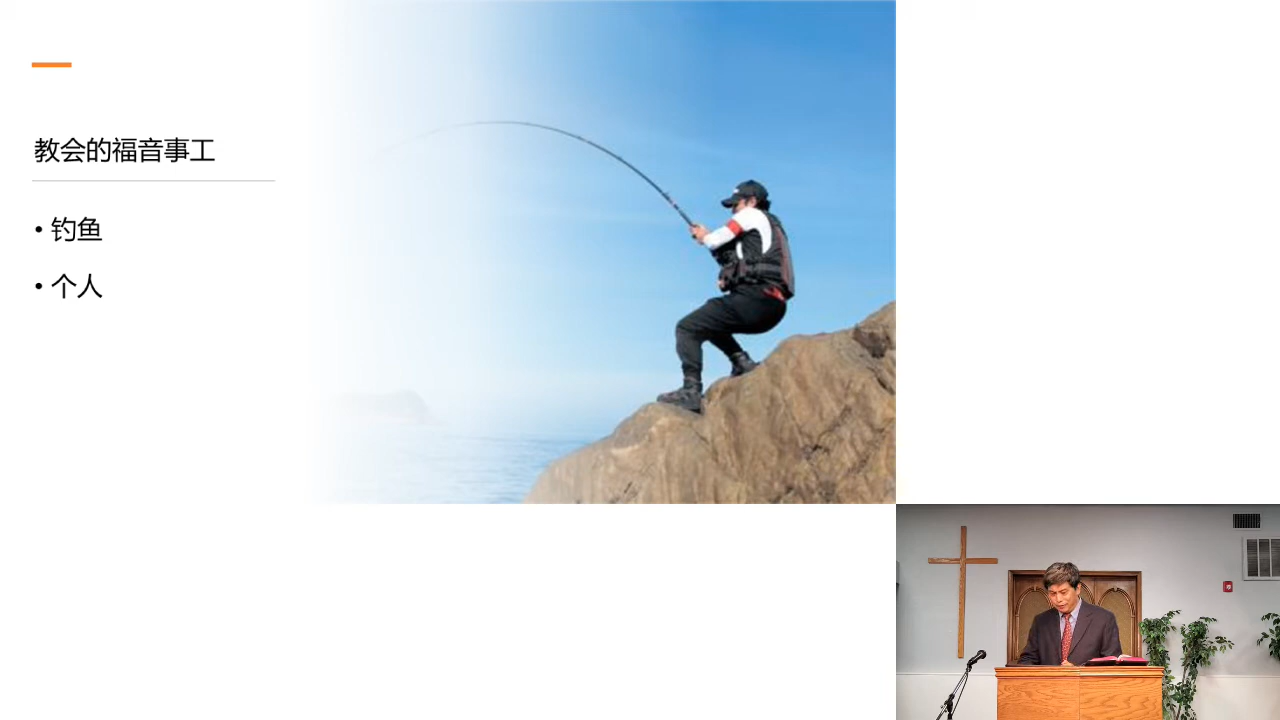 教会的福音事工
• 钓鱼
• 个人